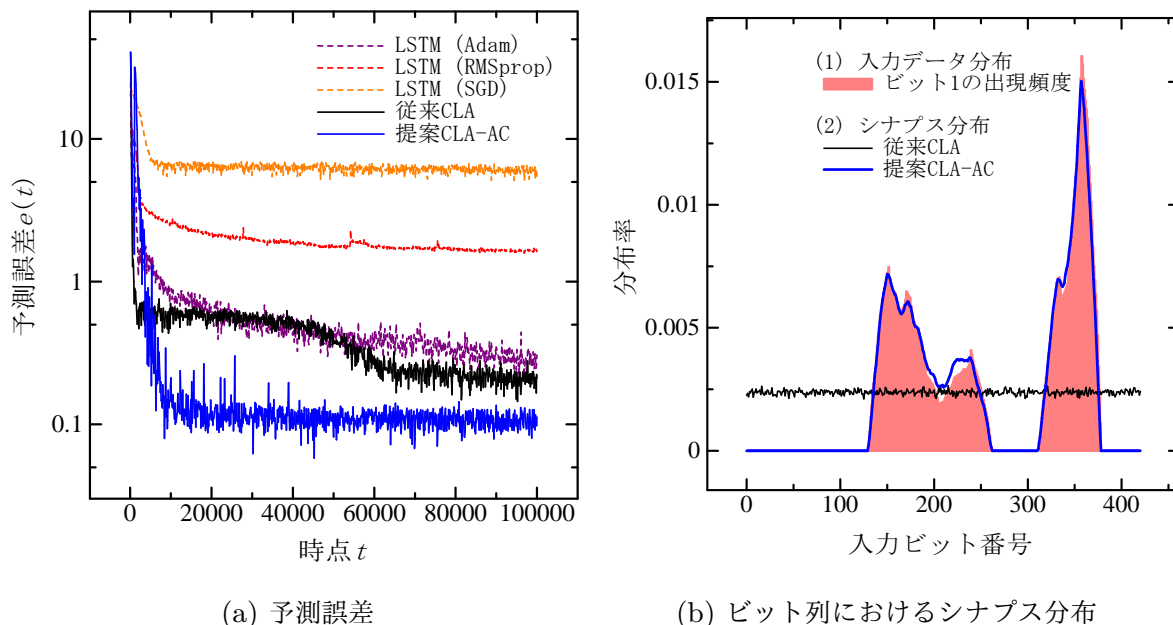 LSTM (Adam)
LSTM (RMSprop)
LSTM (SGD)
従来CLA
提案CLA-AC
10
1
0.1
予測誤差e(t)
0 20000 40000 60000 80000 100000
時点t
(a) 予測誤差
(1) 入力データ分布
ビット1の出現頻度
(2) シナプス分布
従来CLA
提案CLA-AC
0.015
0.01
0.005
0
分布率
0 100 200 300 400
入力ビット番号
(b) ビット列におけるシナプス分布